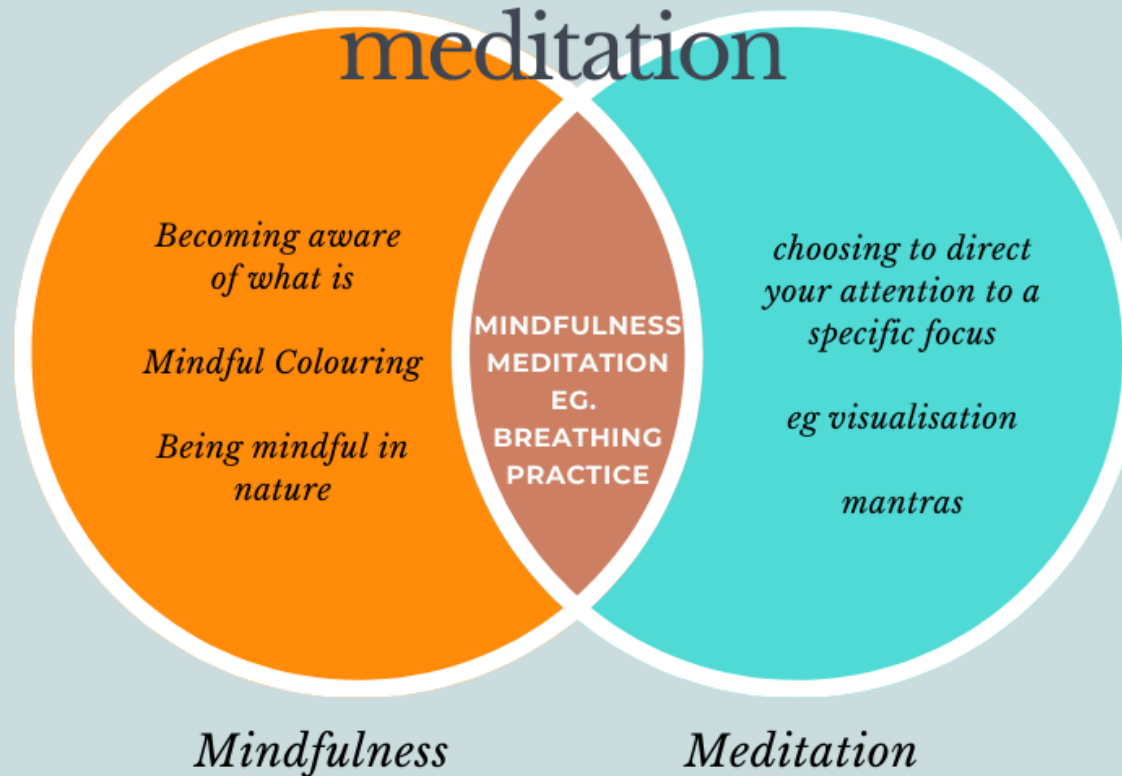 meditation
Becoming aware
of what is
Mindful Colouring
Being mindful in
nature
MINDFULNESS
MEDITATION
EG.
BREATHING
PRACTICE
choosing to direct
your attention to a
specific focus
eg visualisation
mantras
Mindfulness
Meditation